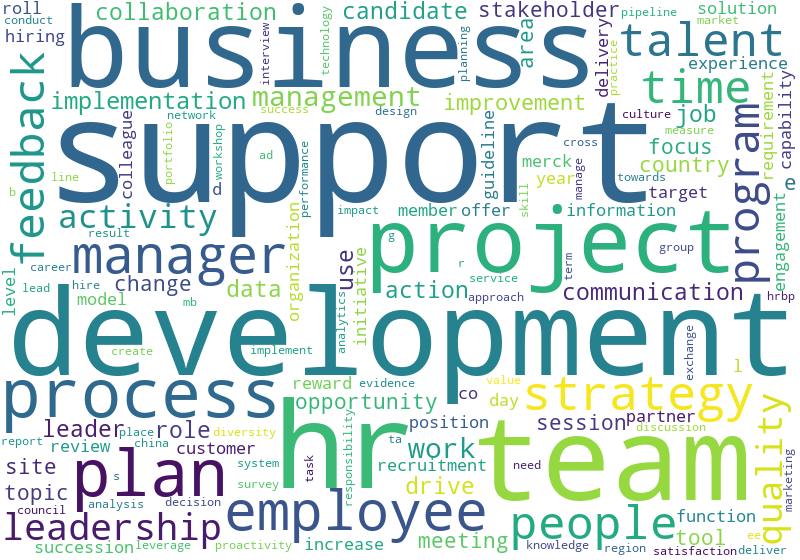 roll
collaboration
candidate
stakeholder
pipeline
solution
conduct
market
hiring
business
interview
technology
planning
area
delivery
practice
talent
experience
feedback
implementation
management
improvement
time
capability
requirement
network
success
design
job
culture
measure
colleague
portfolio
workshop
support
guideline
cross
focus
ad
performance
merck
country
year
manage
towards
b
line
d
skill
target
e
program
activity
organization
impact
member
offer
information
engagement
result
manager
project
g
group
use
career
change
r
service
term
level
lead
hire
data
initiative
action
approach
communication
hrbp
model
mb
analytics
development
exchange
create
implement
l
process
reward
evidence
value
strategy
opportunity
co
day
hr
team
leader
place
role
position
session
partner
quality
report
review
china
diversity
customer
responsibility
ta
work
discussion
site
plan
system
task
recruitment
need
marketing
topic
s
survey
drive
council
analysis
decision
employee
people
function
leadership
meeting
tool
ee
succession
leverage
proactivity
increase
knowledge
region
satisfaction
deliver